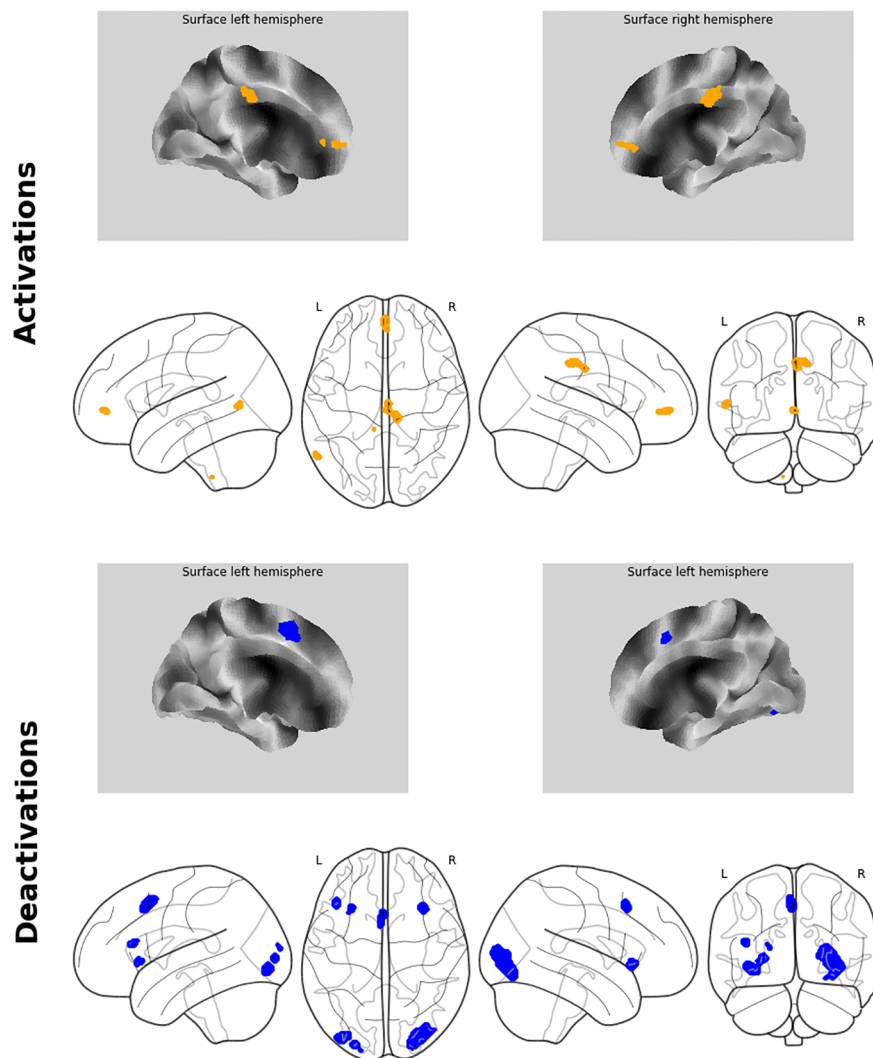 Surface left hemisphere
Surface right hemisphere
Activations
L
R
L
R
Surface left hemisphere
Surface left hemisphere
Deactivations
L
R
L
R